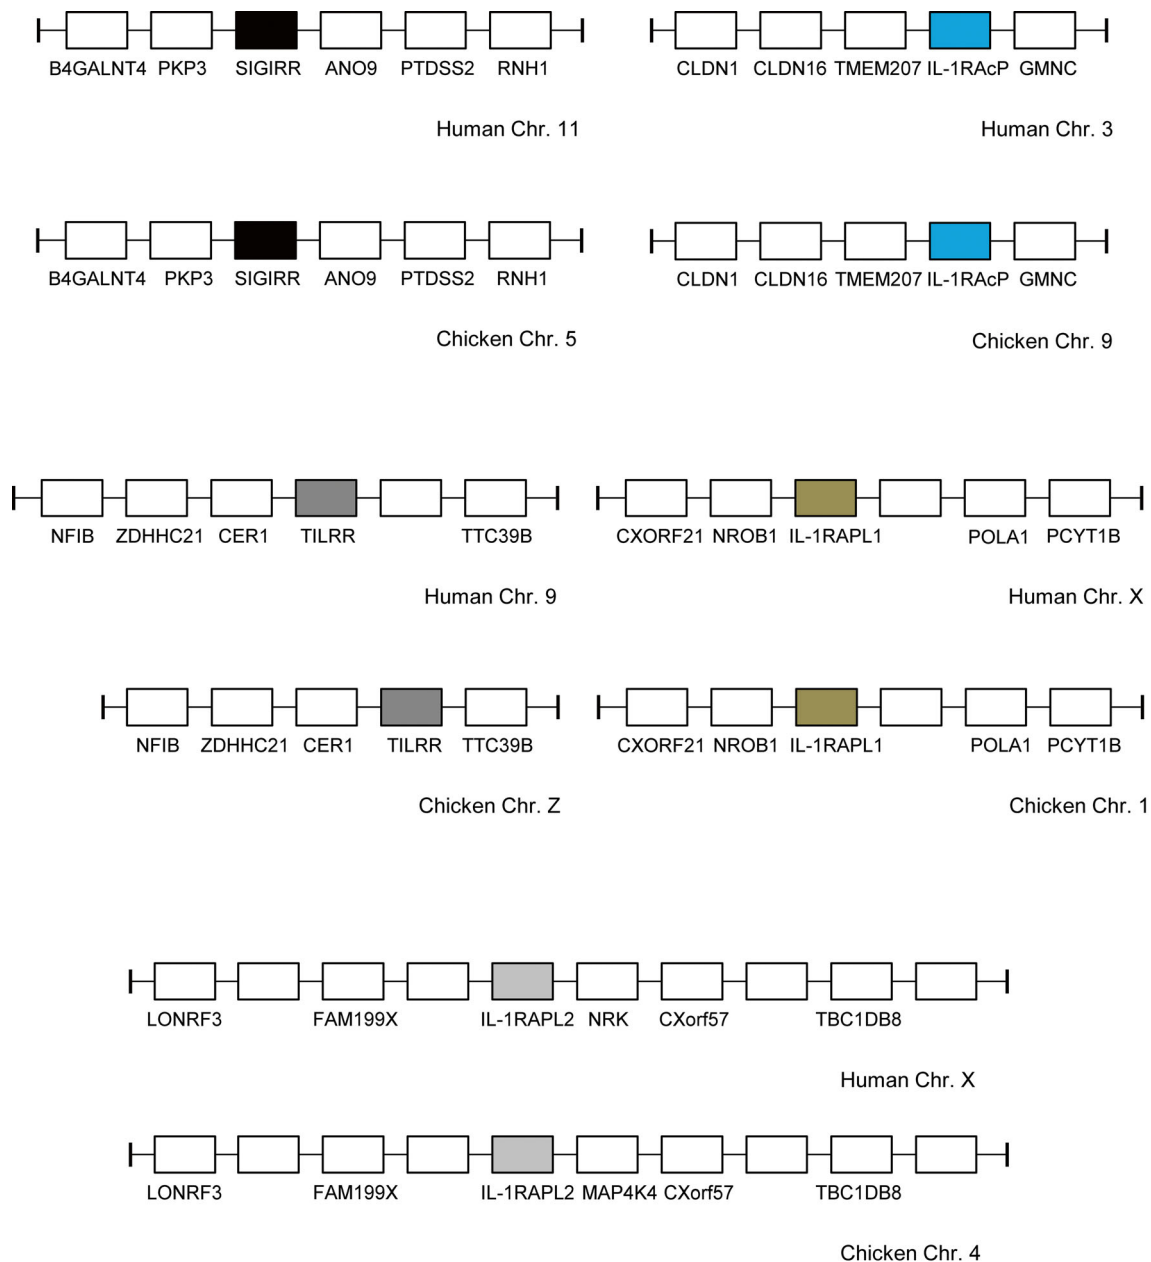 B4GALNT4 PKP3 SIGIRR ANO9 PTDSS2 RNH1
Human Chr. 11
CLDN1 CLDN16 TMEM207 IL-1RAcP GMNC
Human Chr. 3
B4GALNT4 PKP3 SIGIRR ANO9 PTDSS2 RNH1
Chicken Chr. 5
CLDN1 CLDN16 TMEM207 IL-1RAcP GMNC
Chicken Chr. 9
NFIB ZDHHC21 CER1 TILRR TTC39B
Human Chr. 9
CXORF21 NROB1 IL-1RAPL1 POLA1 PCYT1B
Human Chr. X
NFIB ZDHHC21 CER1 TILRR TTC39B
Chicken Chr. Z
CXORF21 NROB1 IL-1RAPL1 POLA1 PCYT1B
Chicken Chr. 1
LONRF3 FAM199X IL-1RAPL2 NRK CXorf57 TBC1DB8
Human Chr. X
LONRF3 FAM199X IL-1RAPL2 MAP4K4 CXorf57 TBC1DB8
Chicken Chr. 4